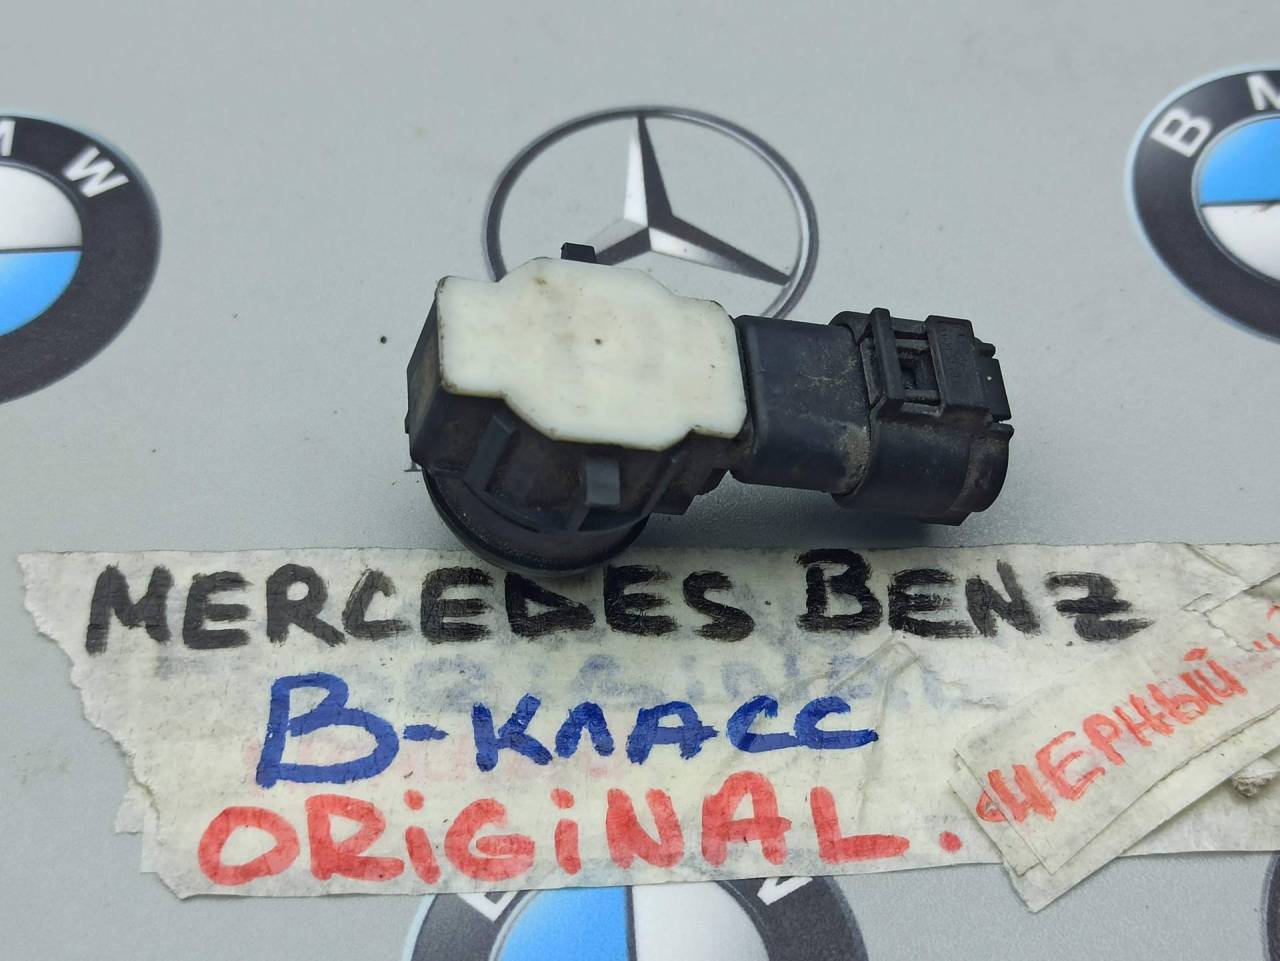 B M
M W
MERCEDES BENZ
B-КЛАСС
ORIGINAL.
ЧЕРНЫЙ